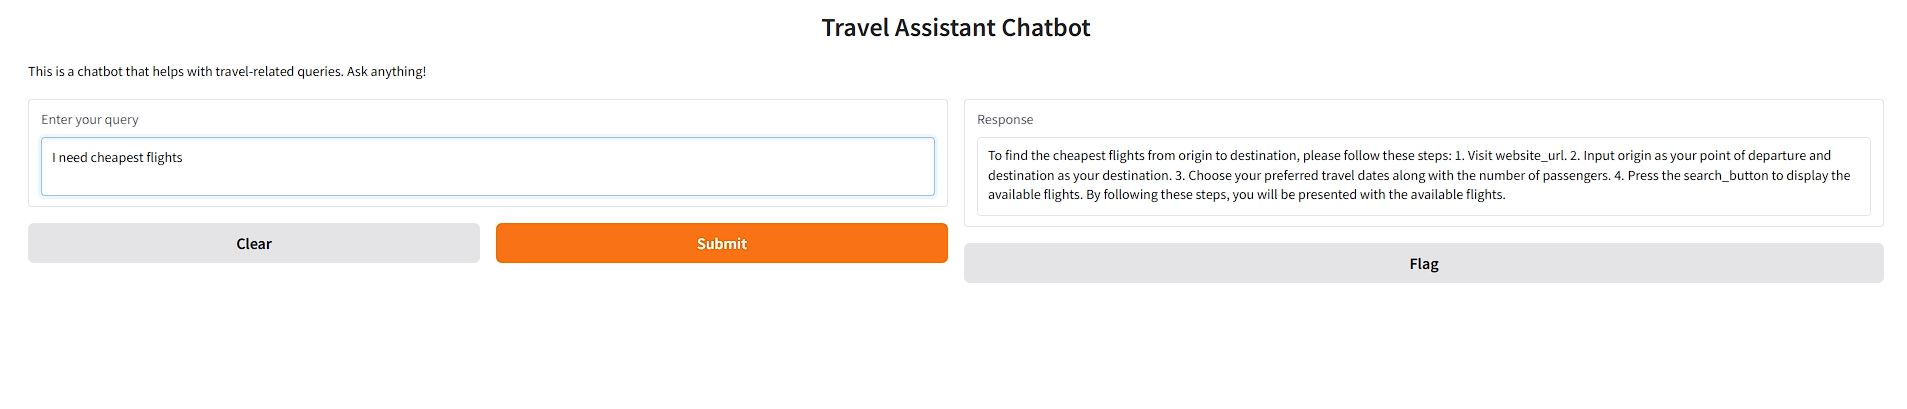 Travel Assistant Chatbot
This is a chatbot that helps with travel-related queries. Ask anything!
Enter your query
I need cheapest flights
Clear
Submit
Response
To find the cheapest flights from origin to destination, please follow these steps: 1. Visit website_url. 2. Input origin as your point of departure and
destination as your destination. 3. Choose your preferred travel dates along with the number of passengers. 4. Press the search_button to display the
available flights. By following these steps, you will be presented with the available flights.
Flag